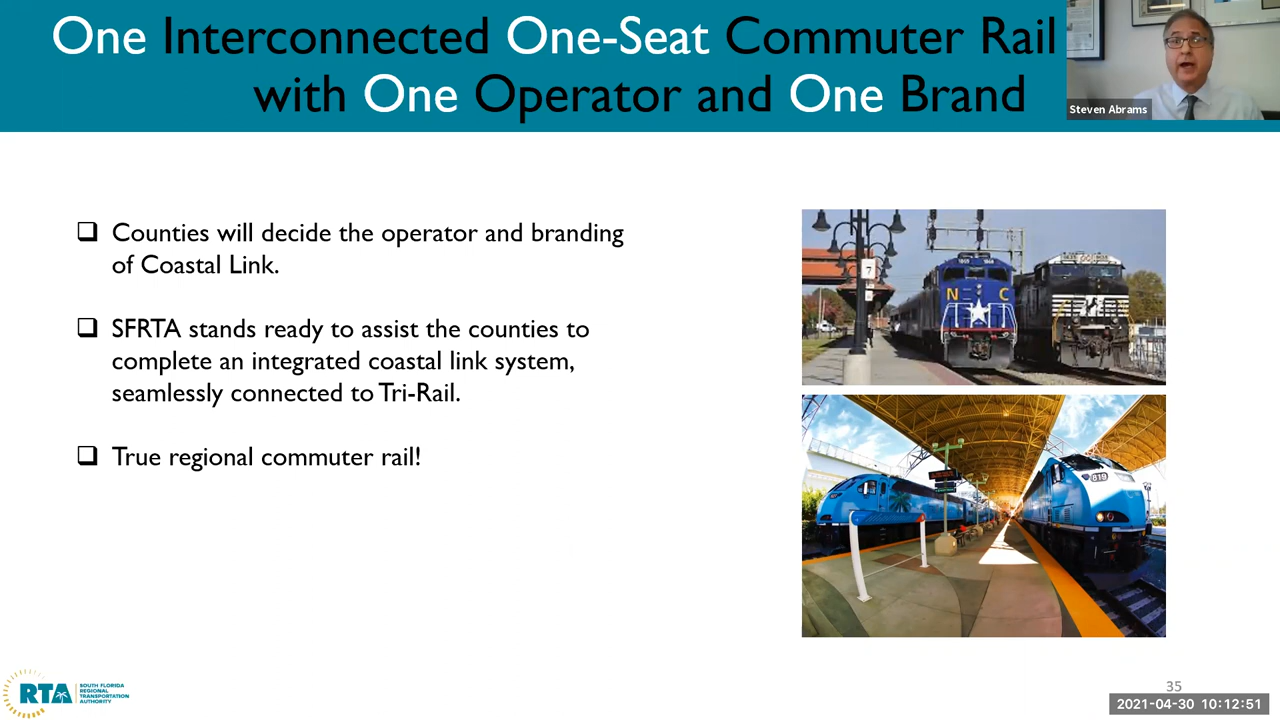 One Interconnected One-Seat Commuter Rail
with One Operator and One Brand
Steven Abrams
❑ Counties will decide the operator and branding
of Coastal Link.
❑ SFRTA stands ready to assist the counties to
complete an integrated coastal link system,
seamlessly connected to Tri-Rail.
❑ True regional commuter rail!
7
N C
819
RTA
SOUTH FLORIDA
REGIONAL
TRANSPORTATION
AUTHORITY
35
2021-04-30 10:12:51